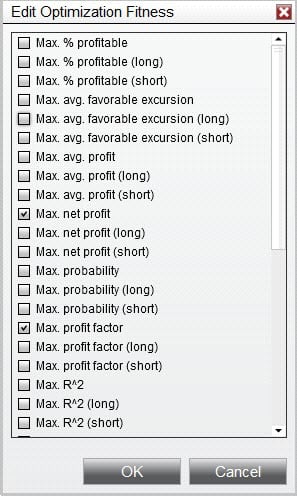 Edit Optimization Fitness
Max. % profitable
Max. % profitable (long)
Max. % profitable (short)
Max. avg. favorable excursion
Max. avg. favorable excursion (long)
Max. avg. favorable excursion (short)
Max. avg. profit
Max. avg. profit (long)
Max. avg. profit (short)
Max. net profit
Max. net profit (long)
Max. net profit (short)
Max. probability
Max. probability (long)
Max. probability (short)
Max. profit factor
Max. profit factor (long)
Max. profit factor (short)
Max. R^2
Max. R^2 (long)
Max. R^2 (short)
OK Cancel